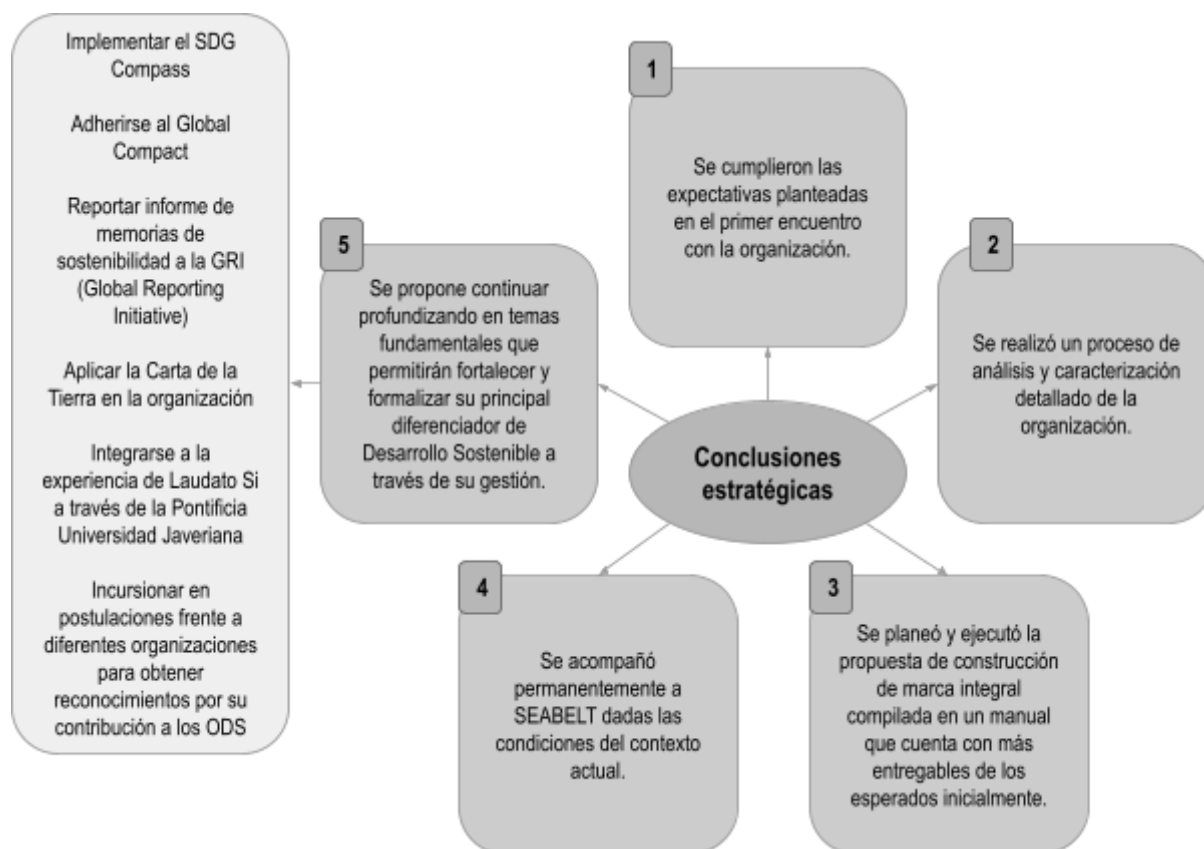 Conclusiones
estratégicas
1
Se cumplieron las
expectativas planteadas
en el primer encuentro
con la organización.
2
Se realizó un proceso de
análisis y caracterización
detallado de la
organización.
3
Se planeó y ejecutó la
propuesta de construcción
de marca integral
compilada en un manual
que cuenta con más
entregables de los
esperados inicialmente.
4
Se acompañó
permanentemente a
SEABELT dadas las
condiciones del contexto
actual.
5
Se propone continuar
profundizando en temas
fundamentales que
permitirán fortalecer y
formalizar su principal
diferenciador de
Desarrollo Sostenible a
través de su gestión.
Implementar el SDG
Compass
Adherirse al Global
Compact
Reportar informe de
memorias de
sostenibilidad a la GRI
(Global Reporting
Initiative)
Aplicar la Carta de la
Tierra en la organización
Integrarse a la
experiencia de Laudato Si
a través de la Pontificia
Universidad Javeriana
Incursionar en
postulaciones frente a
diferentes organizaciones
para obtener
reconocimientos por su
contribución a los ODS